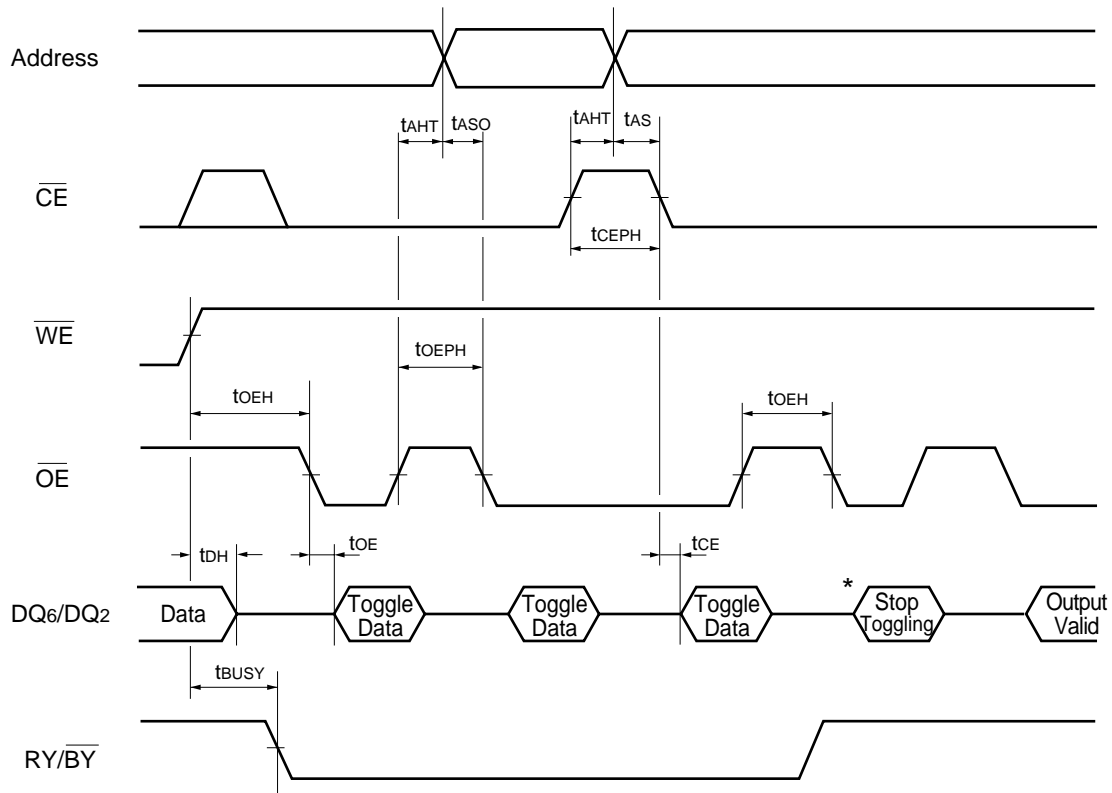 Address
tAHT tASO tAHT tAS
CE
tCEPH
WE
tOEPH
tOEH tOEH
OE
tDH tOE tCE
DQ6/DQ2 Data Toggle Data Toggle Data Toggle Data * Stop Toggling Output Valid
tBUSY
RY/BY